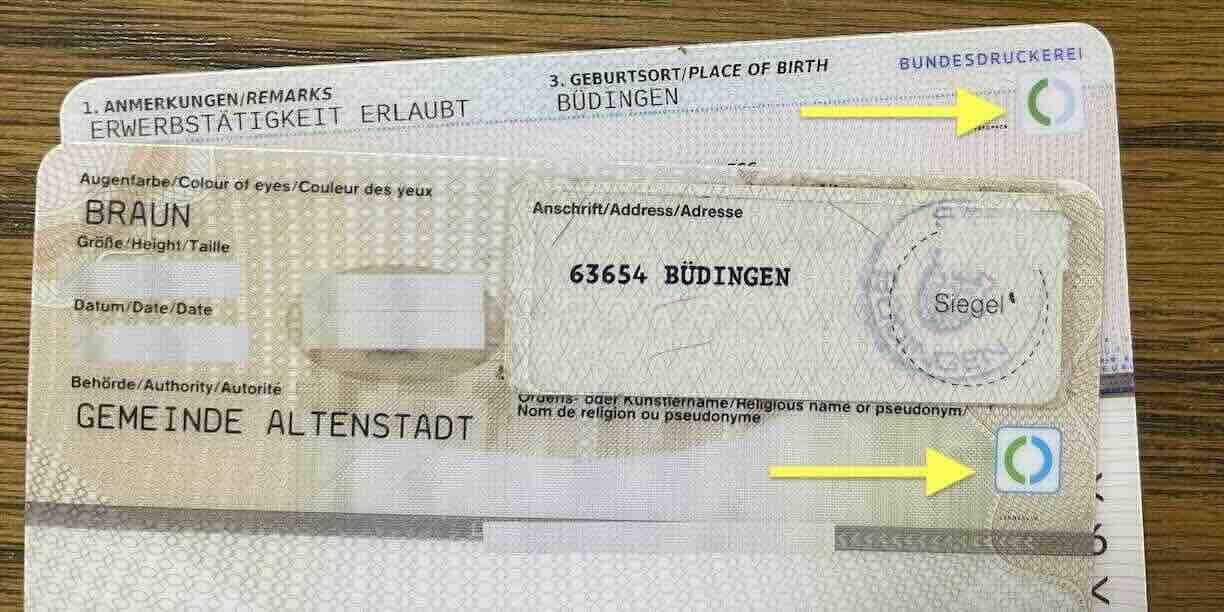 1. ANMERKUNGEN/REMARKS
ERWERBSTÄTIGKEIT ERLAUBT
3. GEBURTSORT/PLACE OF BIRTH
BÜDINGEN
BUNDESDRUCKEREI
Augenfarbe/Colour of eyes/Couleur des yeux
BRAUN
Größe/Height/Taille
Datum/Date/Date
Behörde/Authority/Autorité
GEMEINDE ALTENSTADT
Anschrift/Address/Adresse
63654 BÜDINGEN
Siegel
Ordens- oder Künstlername/Religious name or pseudonym/
Nom de religion ou pseudonyme